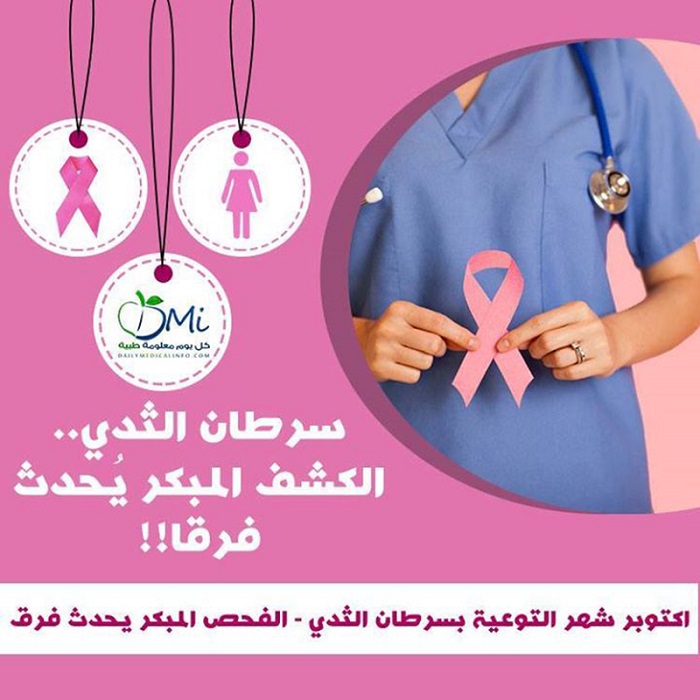 DMi
كل يوم معلومة طبية
DAILYMEDICALINFO.COM
سرطان الثدي..
الكشف المبكر يُحدث
فرقا!!
اكتوبر شهر التوعية بسرطان الثدي - الفحص المبكر يحدث فرق